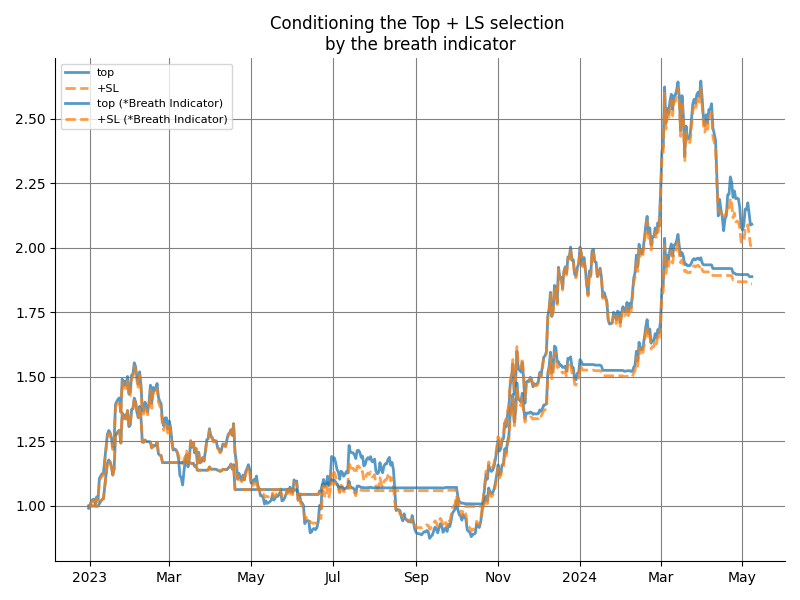 Conditioning the Top + LS selection
by the breath indicator
top
+SL
top (*Breath Indicator)
+SL (*Breath Indicator)
2.50
2.25
2.00
1.75
1.50
1.25
1.00
2023 Mar May Jul Sep Nov 2024 Mar May